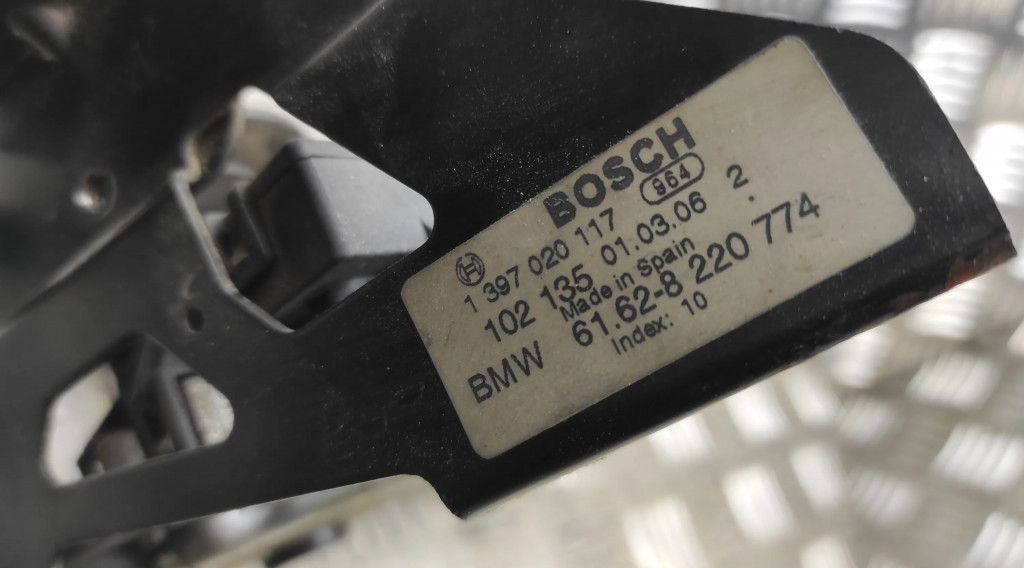 BOSCH
1 397 020 117 964
102 135 01.03.06 2.
Made in Spain
BMW 61.62-8 220 774
Index: 10